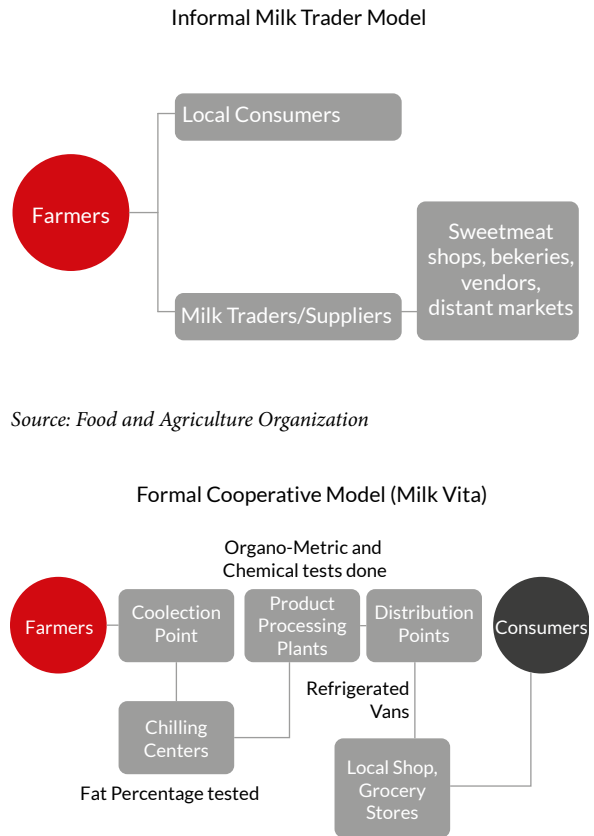 Informal Milk Trader Model
Local Consumers
Farmers
Sweetmeat
shops, bekeries,
vendors,
distant markets
Milk Traders/Suppliers
Source: Food and Agriculture Organization
Formal Cooperative Model (Milk Vita)
Organo-Metric and
Chemical tests done
Farmers
Coolection
Point
Product
Processing
Plants
Distribution
Points
Consumers
Refrigerated
Vans
Chilling
Centers
Local Shop,
Grocery
Stores
Fat Percentage tested